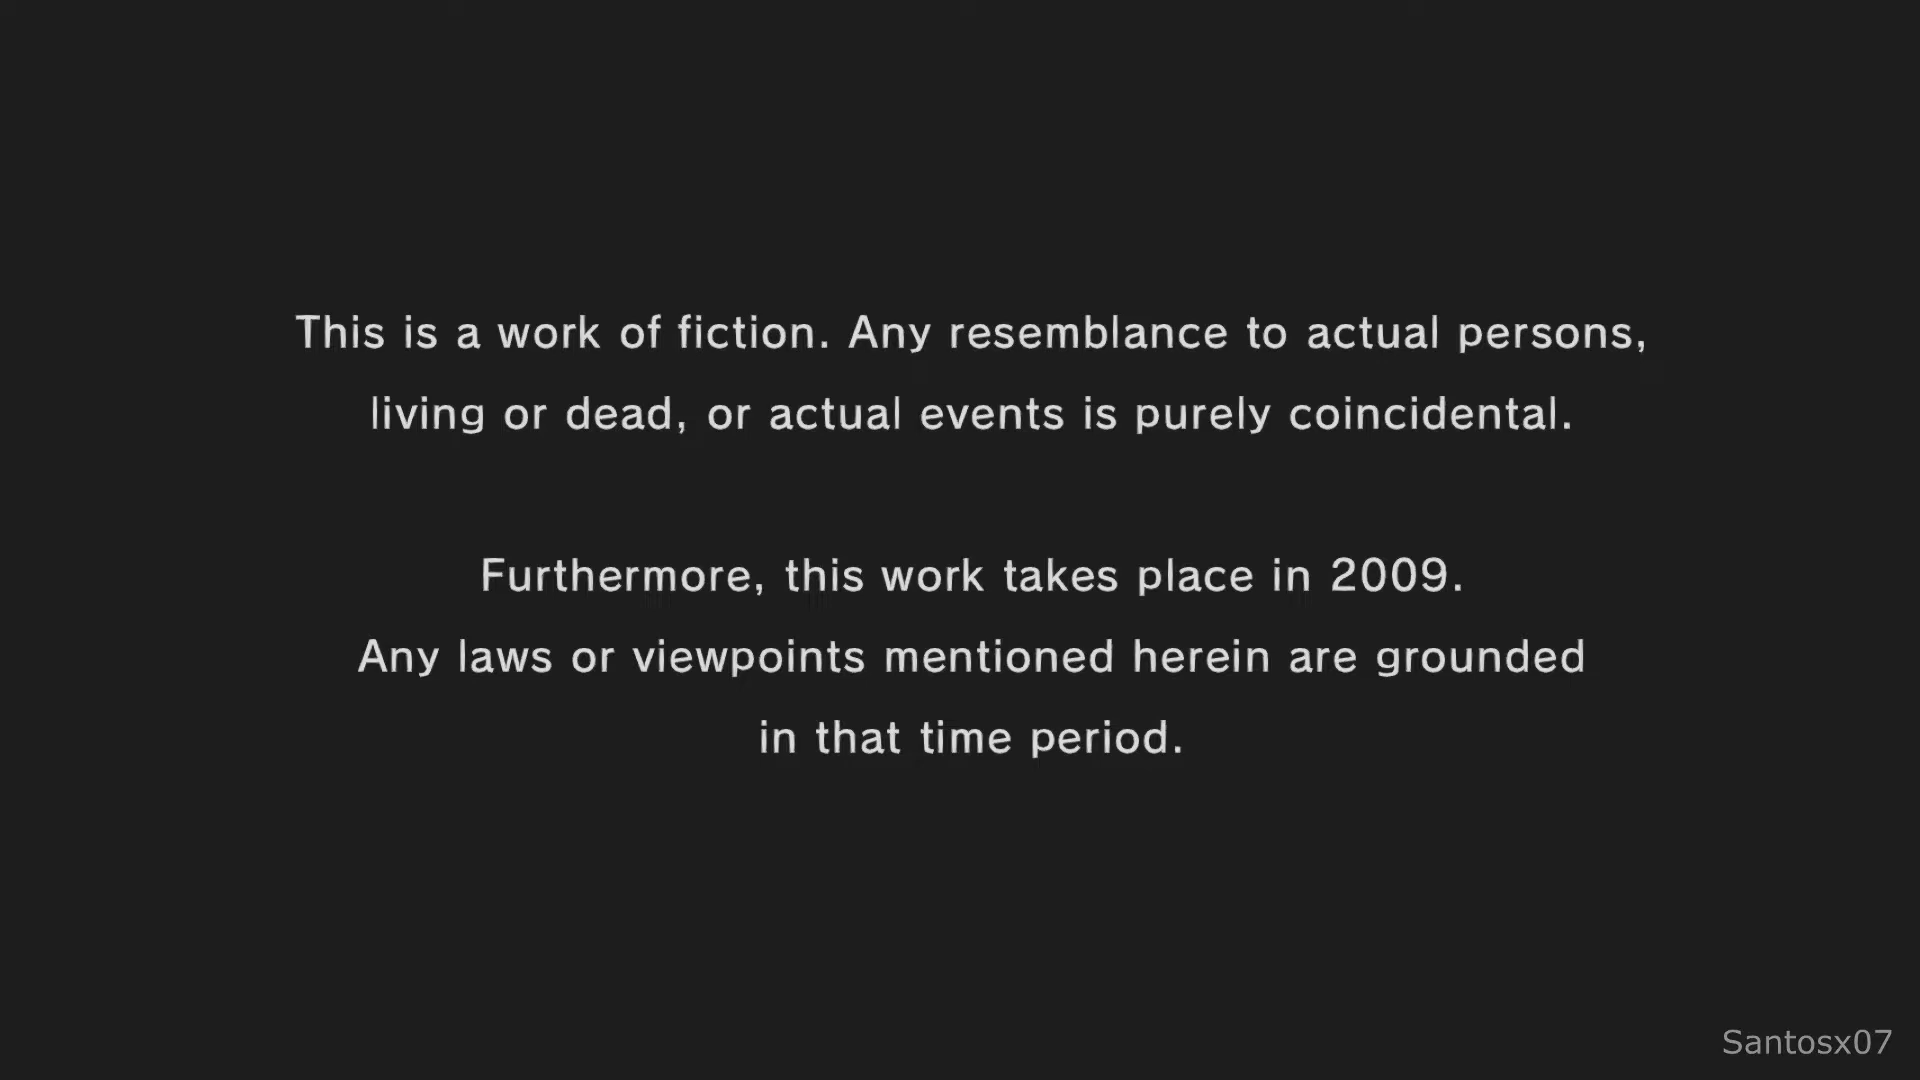 This is a work of fiction. Any resemblance to actual persons,
living or dead, or actual events is purely coincidental.
Furthermore, this work takes place in 2009.
Any laws or viewpoints mentioned herein are grounded
in that time period.
Santosx07